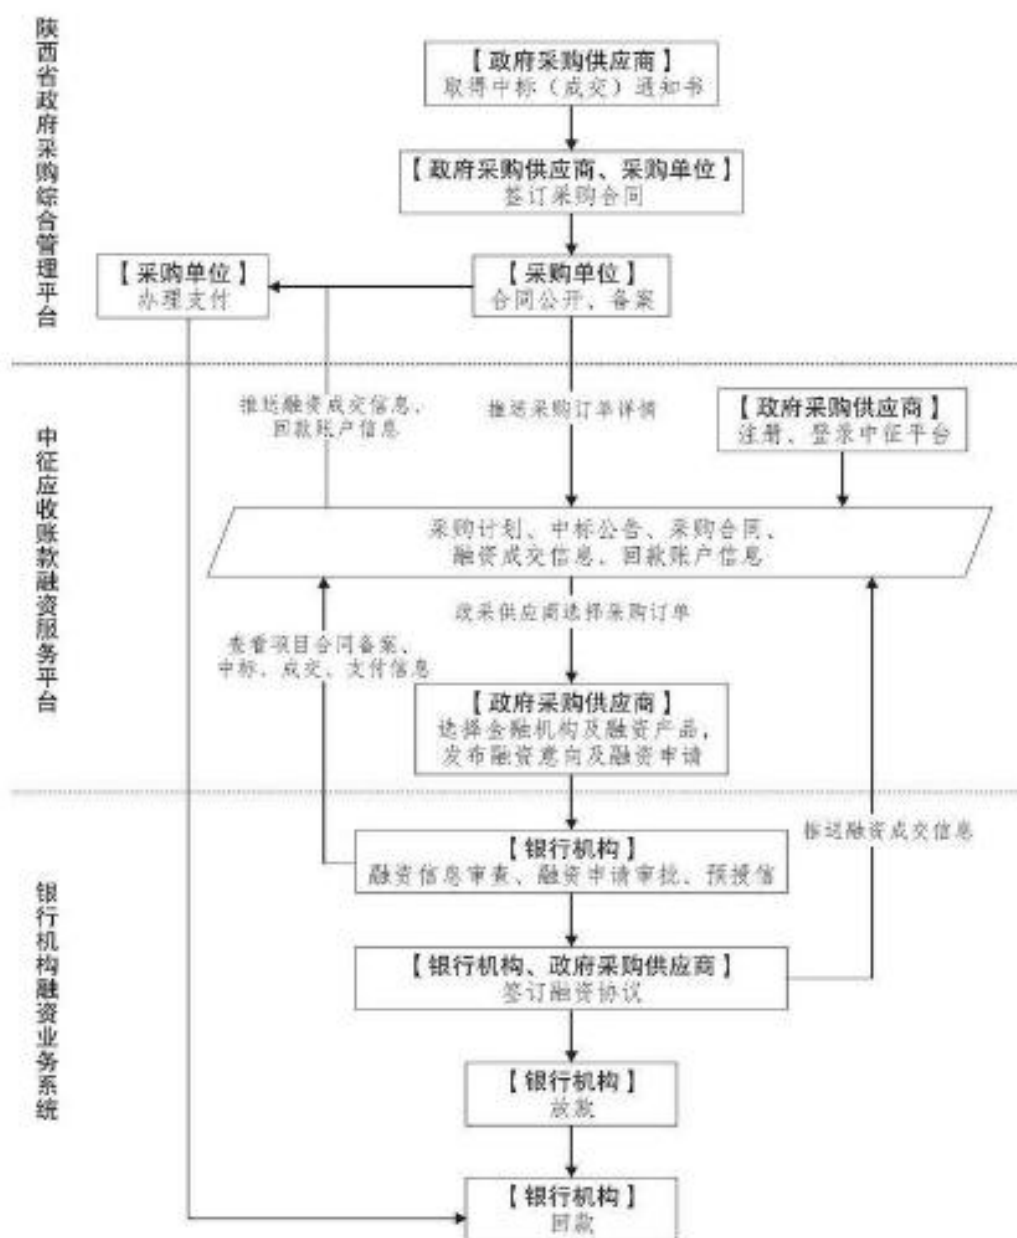 陕西省政府采购综合管理平台
【政府采购供应商】
取得中标（成交）通知书
【政府采购供应商、采购单位】
签订采购合同
【采购单位】
办理支付
【采购单位】
合同公开、备案
中征应收账款融资服务平台
推送融资成交信息、
回款账户信息
推送采购订单详情
【政府采购供应商】
注册、登录中征平台
采购计划、中标公告、采购合同、
融资成交信息、回款账户信息
政采供应商选择采购订单
查看项目合同备案、
中标、成交、支付信息
【政府采购供应商】
选择金融机构及融资产品，
发布融资意向及融资申请
银行机构融资业务系统
【银行机构】
融资信息审查、融资申请审批、预授信
推送融资成交信息
【银行机构、政府采购供应商】
签订融资协议
【银行机构】
放款
【银行机构】
回款